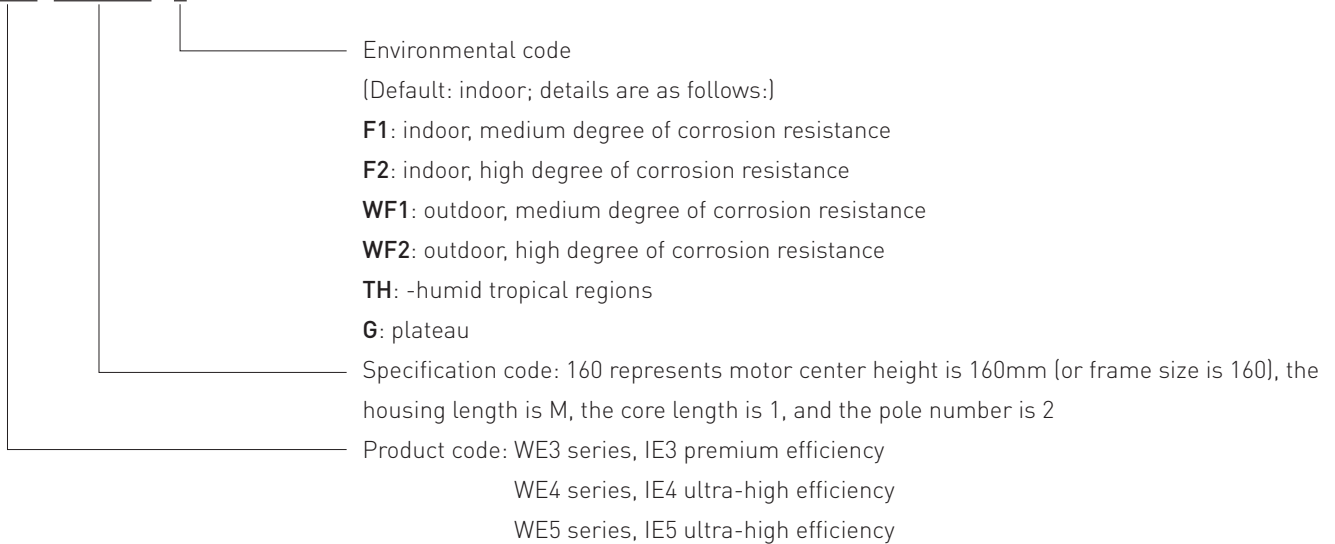 Environmental code
(Default: indoor; details are as follows:)
F1: indoor, medium degree of corrosion resistance
F2: indoor, high degree of corrosion resistance
WF1: outdoor, medium degree of corrosion resistance
WF2: outdoor, high degree of corrosion resistance
TH: -humid tropical regions
G: plateau
Specification code: 160 represents motor center height is 160mm (or frame size is 160), the
housing length is M, the core length is 1, and the pole number is 2
Product code: WE3 series, IE3 premium efficiency
WE4 series, IE4 ultra-high efficiency
WE5 series, IE5 ultra-high efficiency